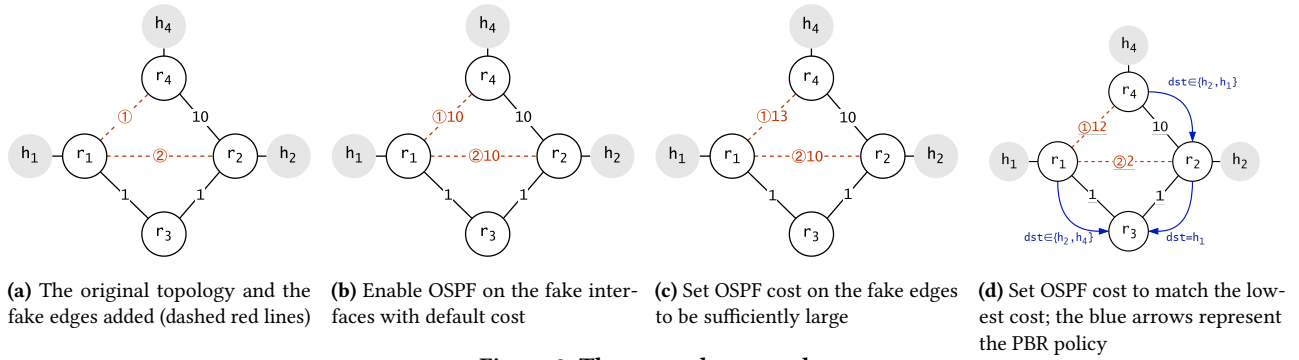 h₄
r₄
①
10
h₁
r₁
②
r₂
h₂
1
1
r₃
(a) The original topology and the
fake edges added (dashed red lines)
h₄
r₄
①10
10
h₁
r₁
②10
r₂
h₂
1
1
r₃
(b) Enable OSPF on the fake inter-
faces with default cost
h₄
r₄
①13
10
h₁
r₁
②10
r₂
h₂
1
1
r₃
(c) Set OSPF cost on the fake edges
to be sufficiently large
h₄
dst∈{h₂,h₁}
r₄
①12
10
h₁
r₁
②2
r₂
h₂
1
1
dst∈{h₂,h₄}
r₃
dst=h₁
(d) Set OSPF cost to match the low-
est cost; the blue arrows represent
the PBR policy